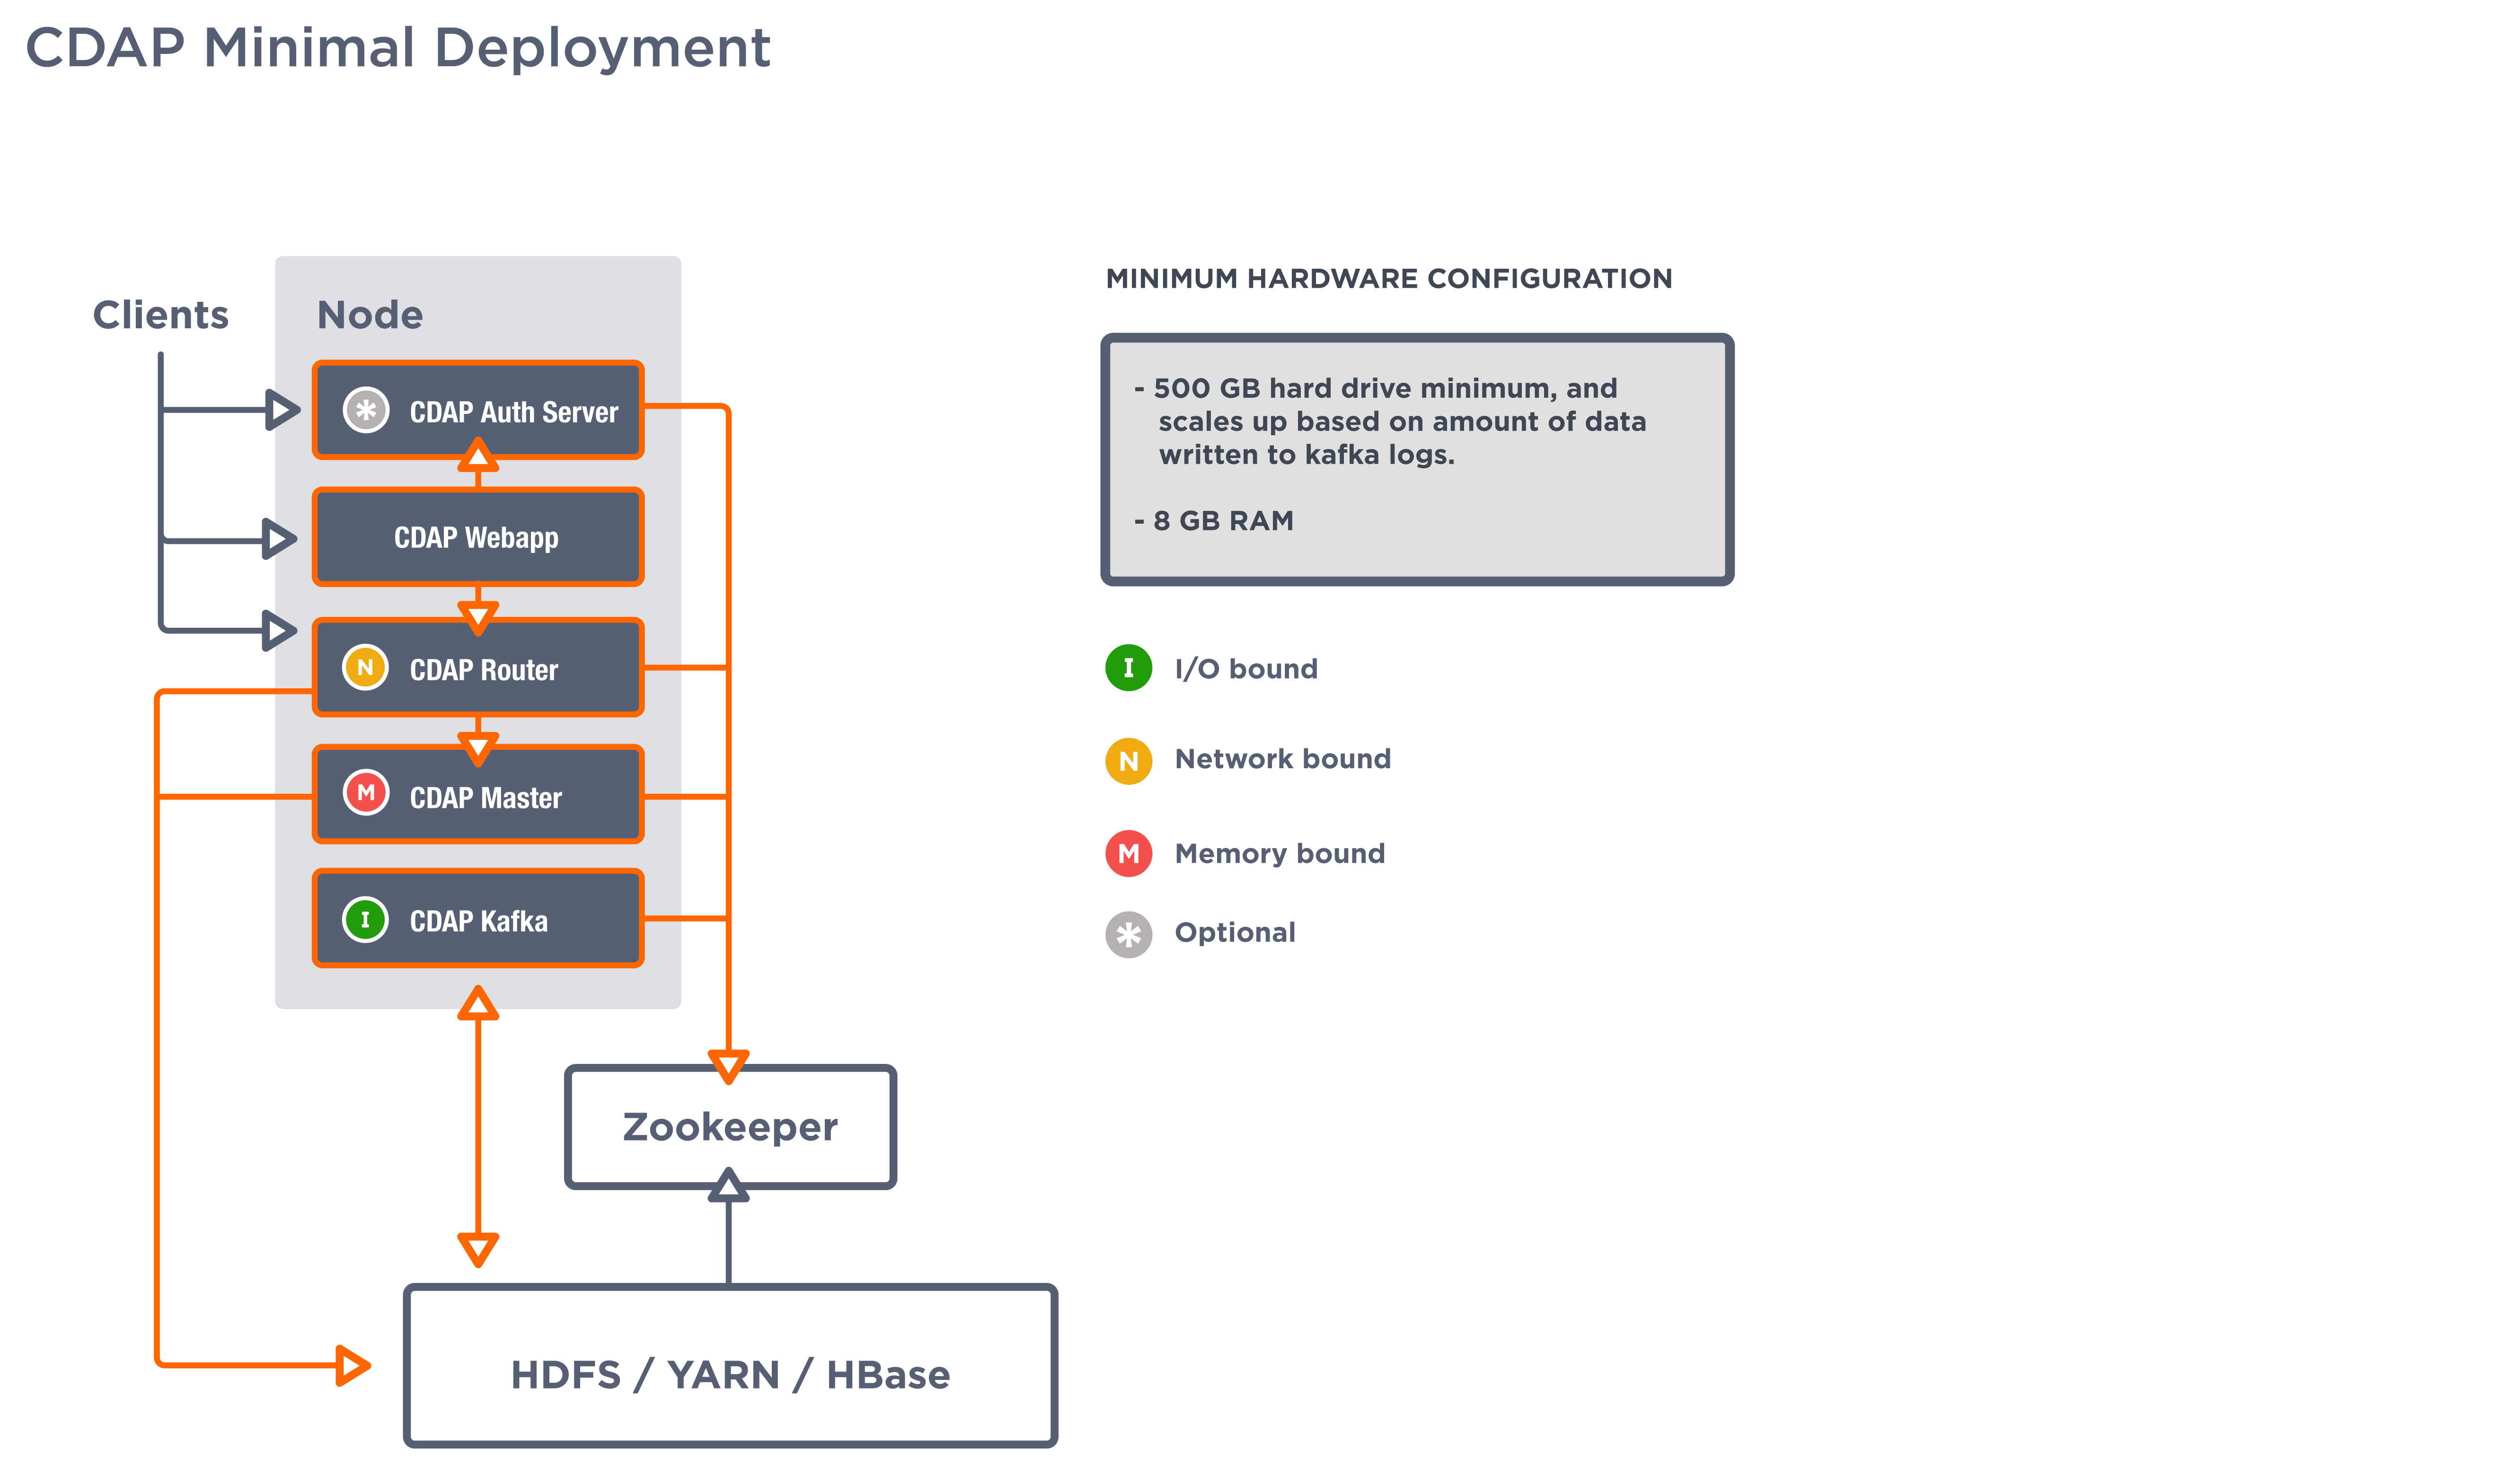 CDAP Minimal Deployment
Clients
Node
* CDAP Auth Server
CDAP Webapp
N CDAP Router
M CDAP Master
I CDAP Kafka
Zookeeper
HDFS / YARN / HBase
MINIMUM HARDWARE CONFIGURATION
- 500 GB hard drive minimum, and
scales up based on amount of data
written to kafka logs.
- 8 GB RAM
I I/O bound
N Network bound
M Memory bound
* Optional